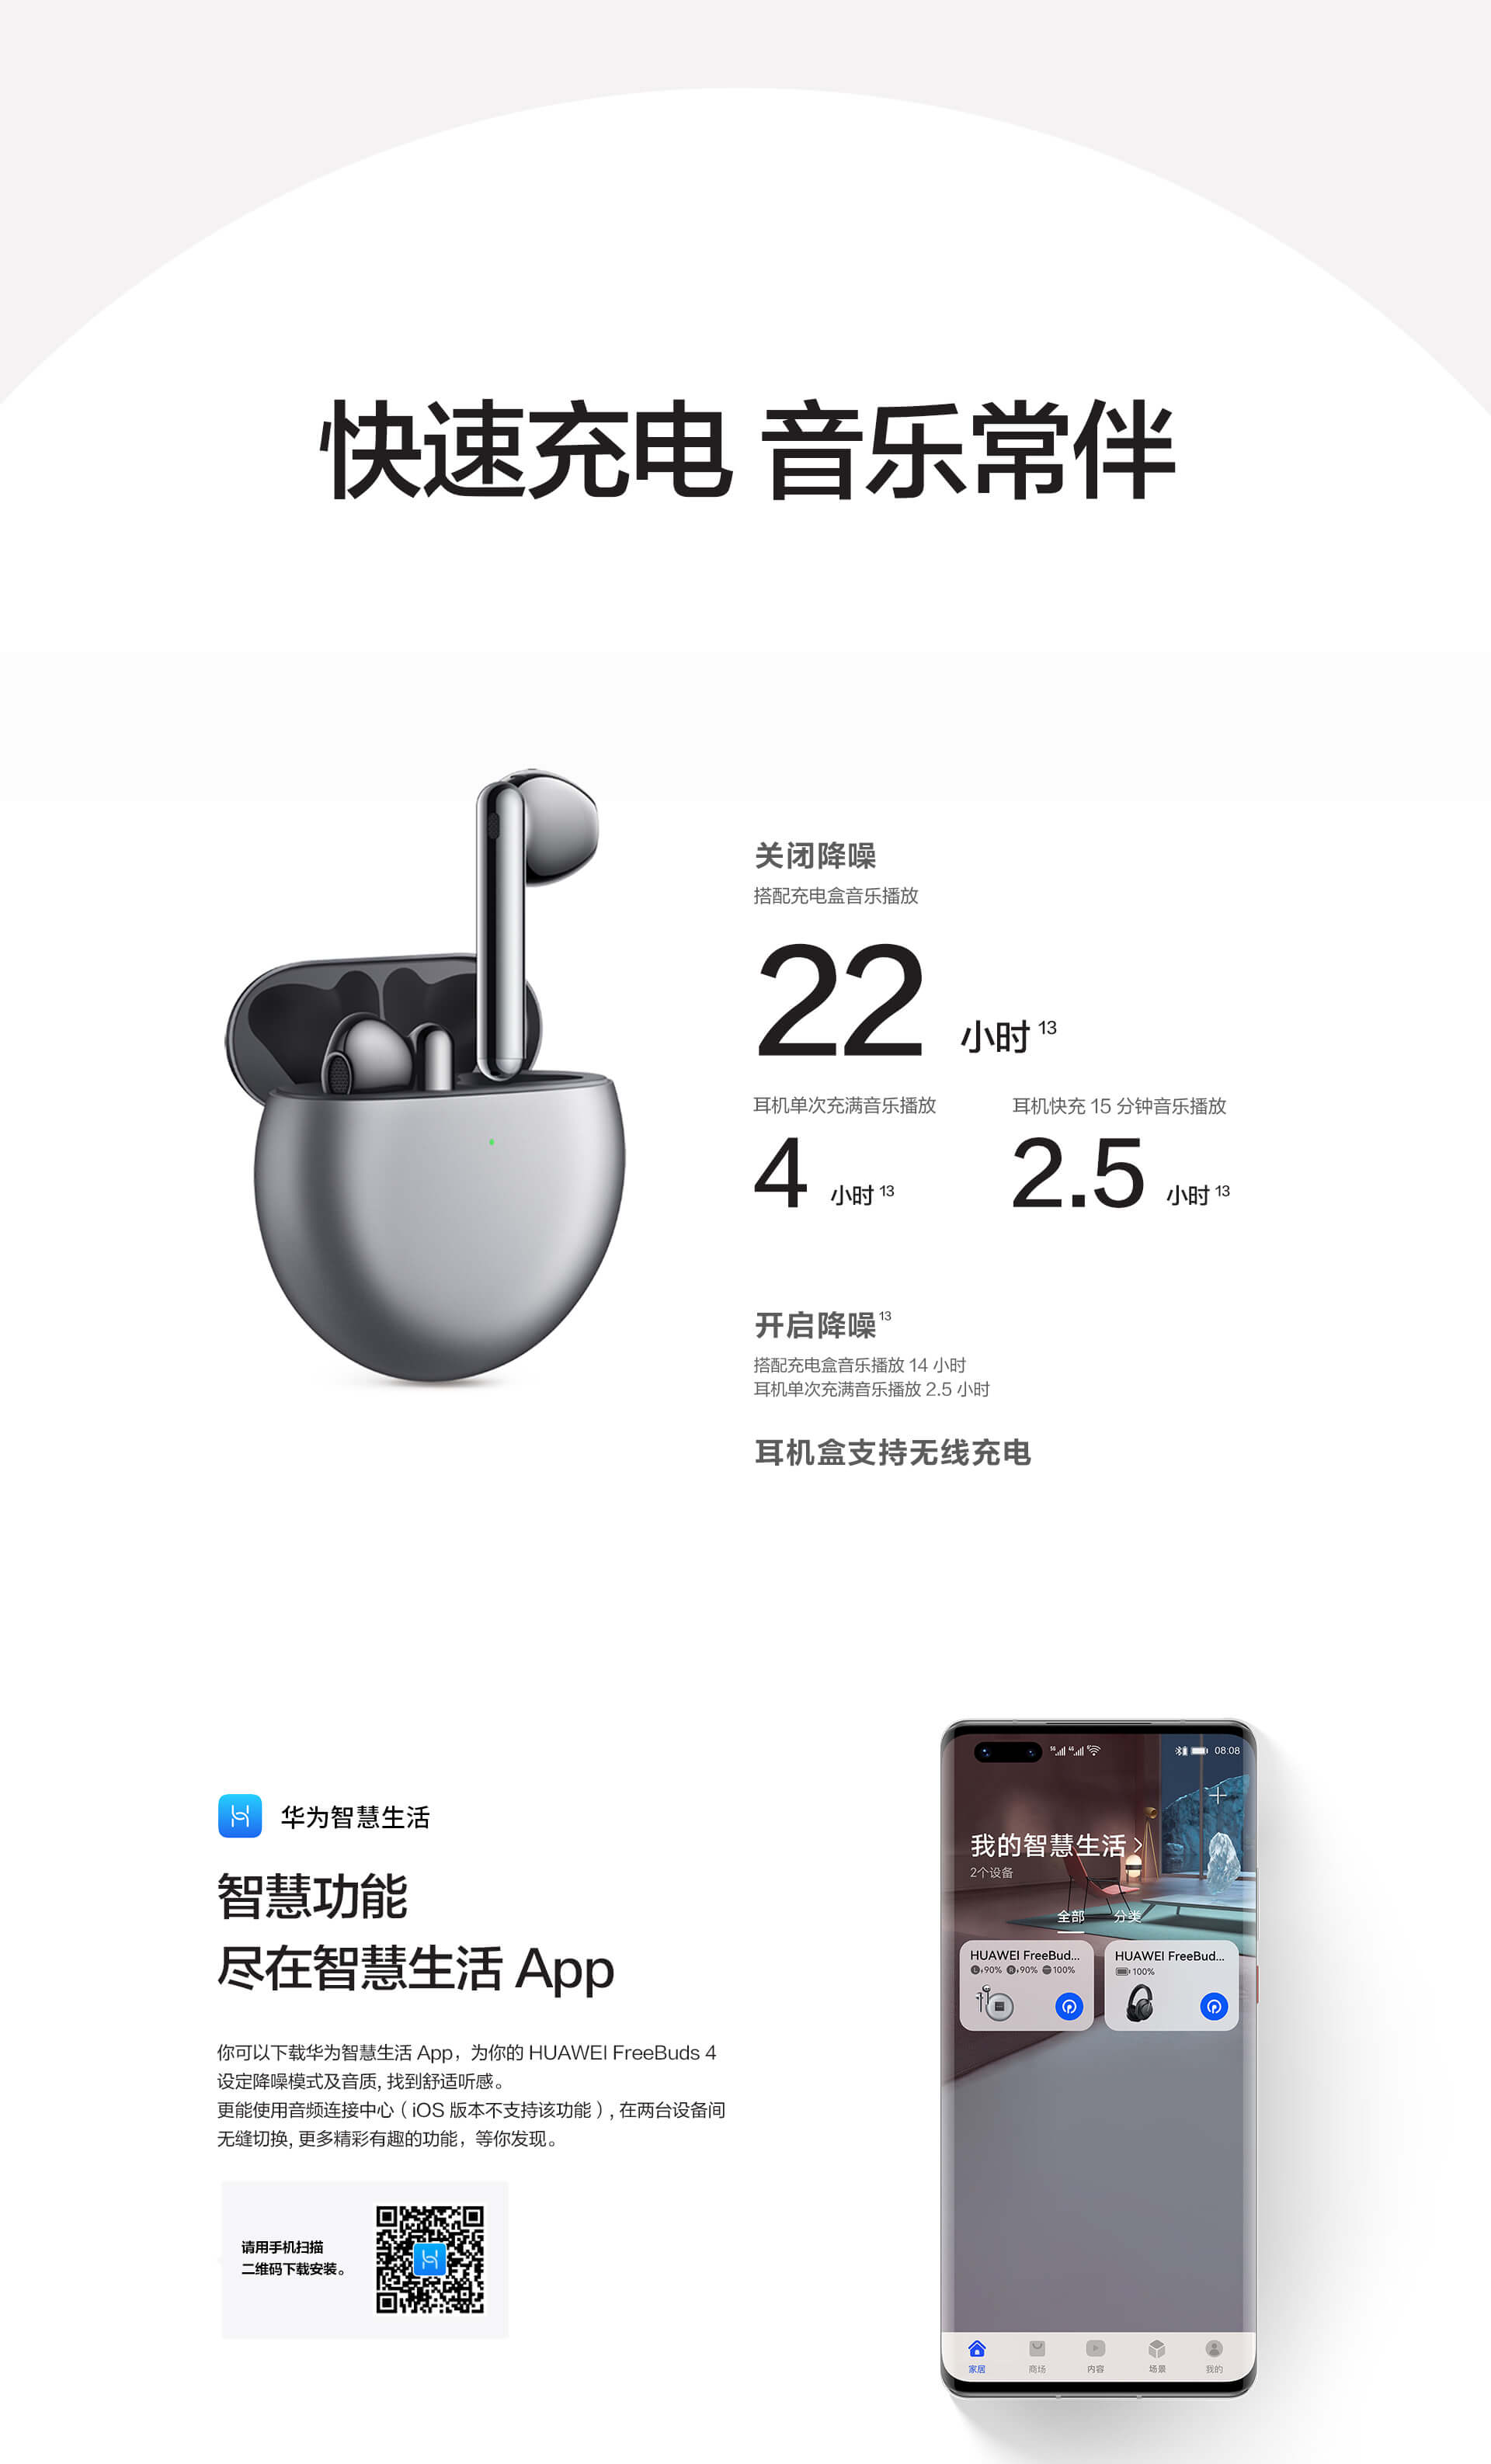 快速充电 音乐常伴
关闭降噪
搭配充电盒音乐播放
22 小时 13
耳机单次充满音乐播放
4 小时 13
耳机快充 15 分钟音乐播放
2.5 小时 13
开启降噪 13
搭配充电盒音乐播放 14 小时
耳机单次充满音乐播放 2.5 小时
耳机盒支持无线充电
华为智慧生活
智慧功能
尽在智慧生活 App
你可以下载华为智慧生活 App，为你的 HUAWEI FreeBuds 4
设定降噪模式及音质, 找到舒适听感。
更能使用音频连接中心（iOS 版本不支持该功能）, 在两台设备间
无缝切换, 更多精彩有趣的功能，等你发现。
请用手机扫描
二维码下载安装。
5G 4G 08:08
我的智慧生活
2个设备
全部 分类
HUAWEI FreeBud...
L 90% R 90% 100%
HUAWEI FreeBud...
100%
家居 商场 内容 场景 我的